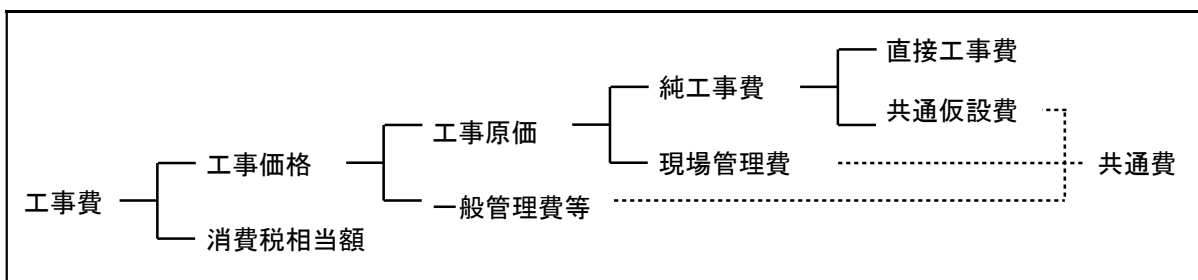 直接工事費
純工事費
共通仮設費
工事原価
工事価格
現場管理費
共通費
工事費
一般管理費等
消費税相当額